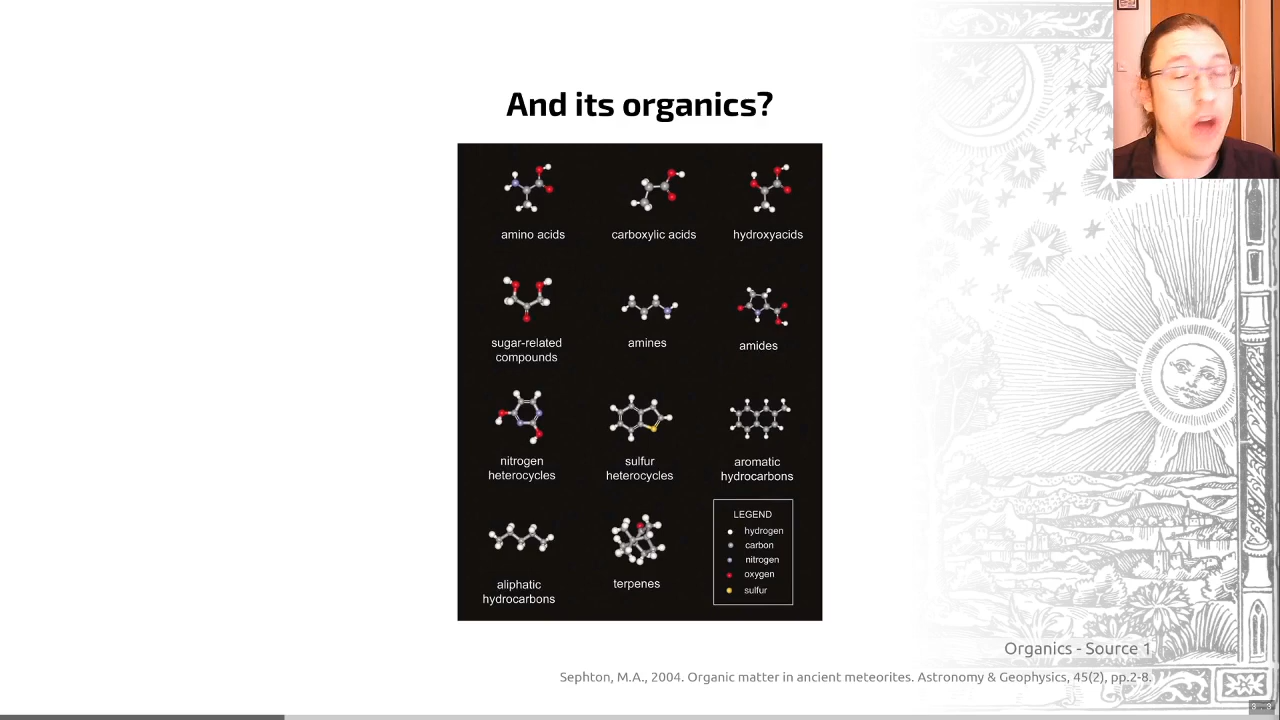 And its organics?
amino acids
carboxylic acids
hydroxyacids
sugar-related
compounds
amines
amides
nitrogen
heterocycles
sulfur
heterocycles
aromatic
hydrocarbons
aliphatic
hydrocarbons
terpenes
LEGEND
hydrogen
carbon
nitrogen
oxygen
sulfur
Organics - Source 1
Sephton, M.A., 2004. Organic matter in ancient meteorites. Astronomy & Geophysics, 45(2), pp.2-8.